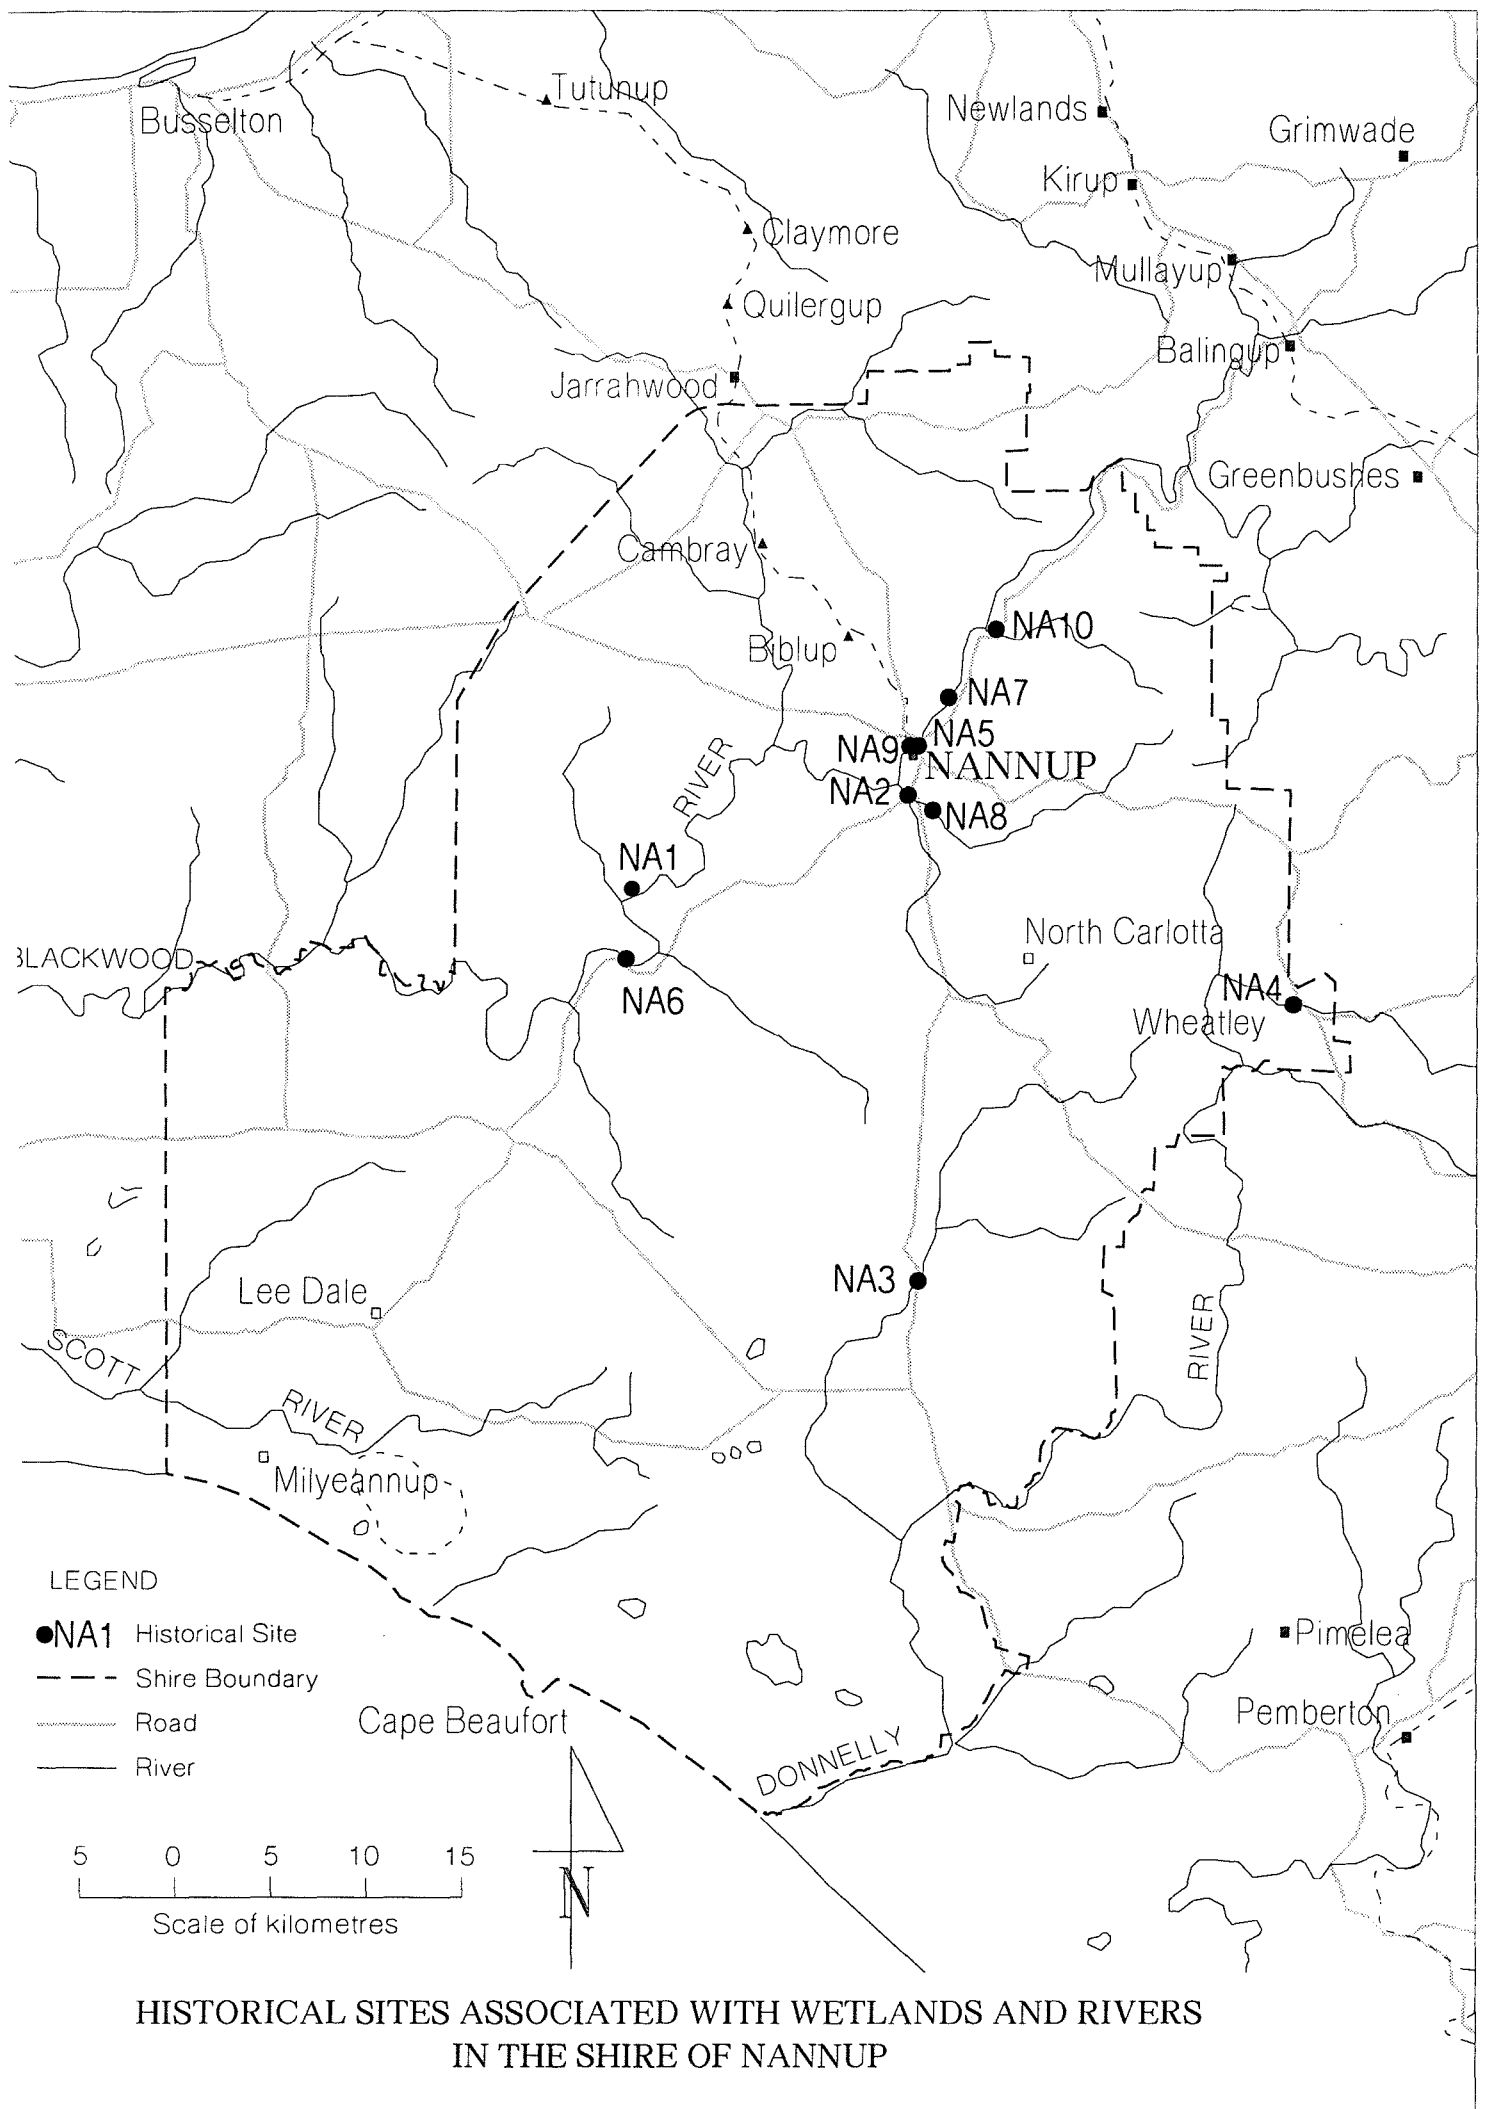 Tutunup
Newlands
Busselton
Grimwade
Kirup
Claymore
Mullayup
Quilergup
Balingup
Jarrahwood
Greenbushes
Cambray
NA10
Biblup
NA7
NA5
NA9
NANNUP
RIVER
NA2
NA8
NA1
North Carlotta
BLACKWOOD
NA4
NA6
Wheatley
NA3
Lee Dale
RIVER
SCOTT
RIVER
Milyeannup
LEGEND
NA1 Historical Site
Pimelea
Shire Boundary
Pemberton
Road
Cape Beaufort
River
DONNELLY
5 0 5 10 15
N
Scale of kilometres
HISTORICAL SITES ASSOCIATED WITH WETLANDS AND RIVERS
IN THE SHIRE OF NANNUP